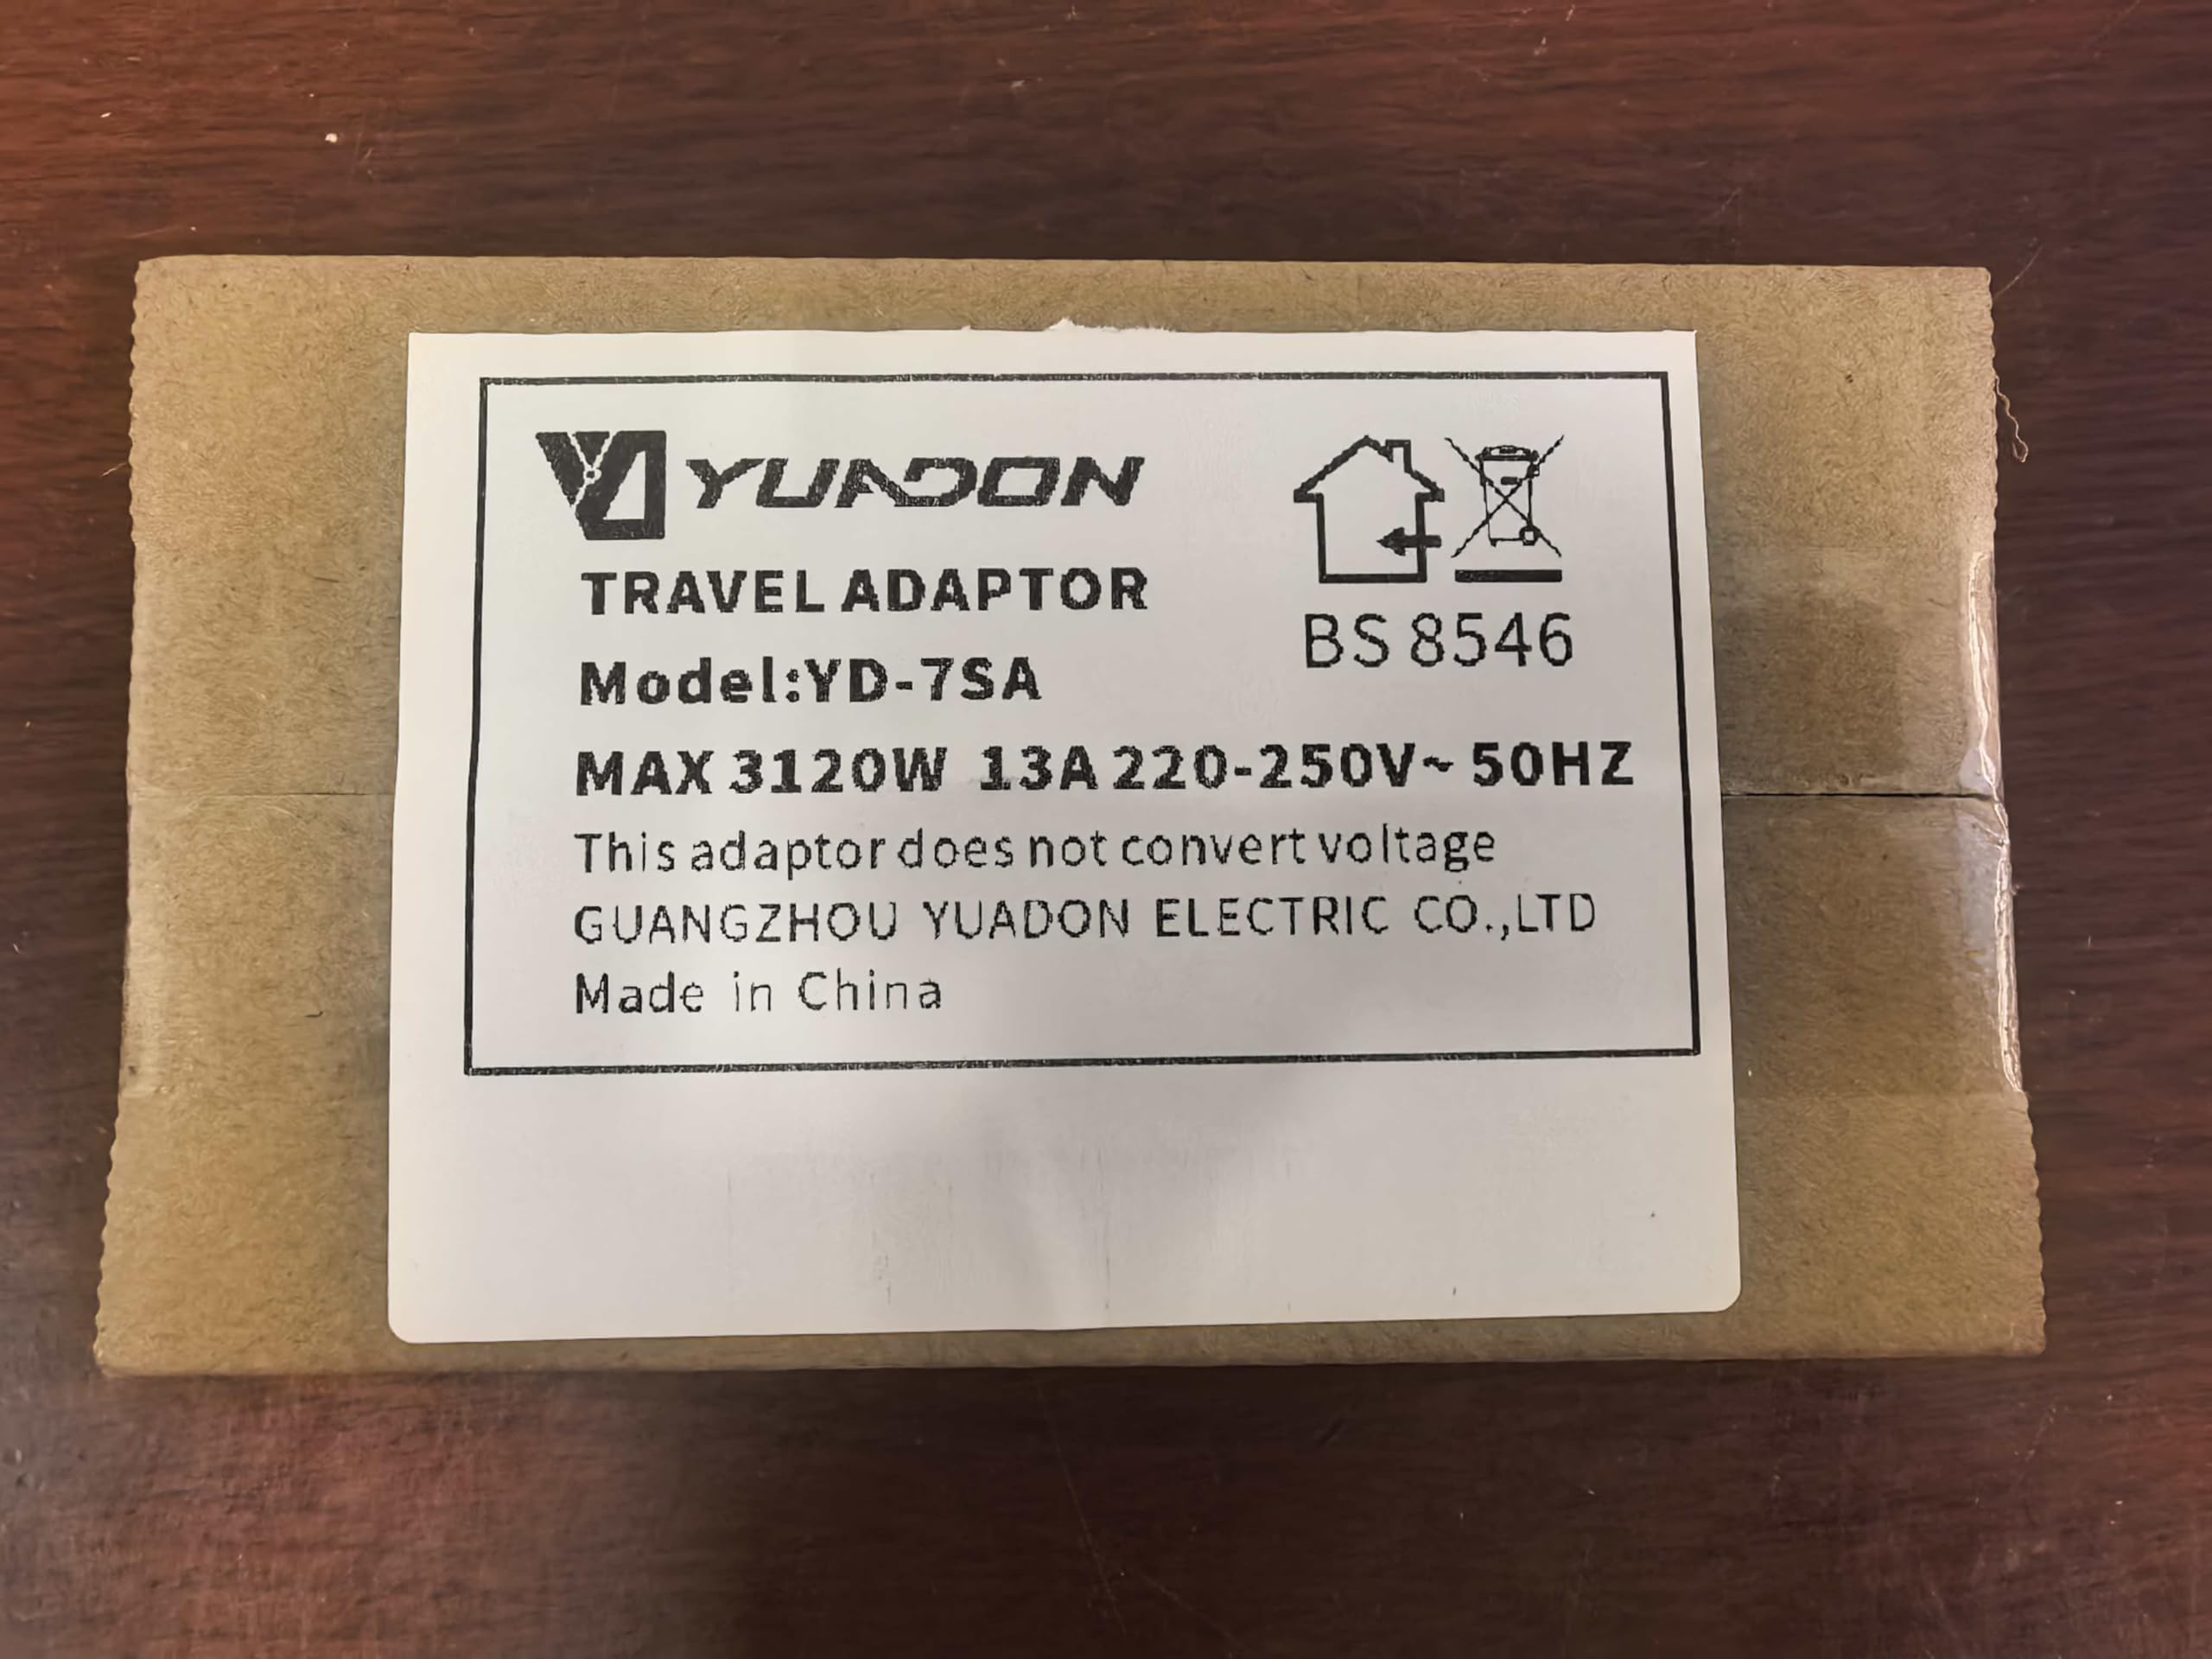 YUADON
TRAVEL ADAPTOR
BS 8546
Model:YD-7SA
MAX 3120W 13A 220-250V~ 50HZ
This adaptor does not convert voltage
GUANGZHOU YUADON ELECTRIC CO.,LTD
Made in China